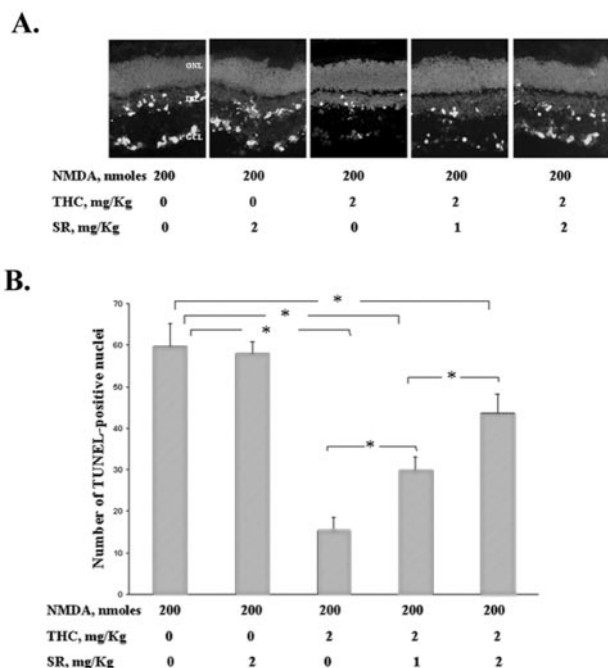 A.
ONL
INL
GCL
NMDA, nmoles 200 200 200 200 200
THC, mg/Kg 0 0 2 2 2
SR, mg/Kg 0 2 0 1 2
B.
Number of TUNEL-positive nuclei
70
60
50
40
30
20
10
0
*
*
*
*
*
NMDA, nmoles 200 200 200 200 200
THC, mg/Kg 0 0 2 2 2
SR, mg/Kg 0 2 0 1 2